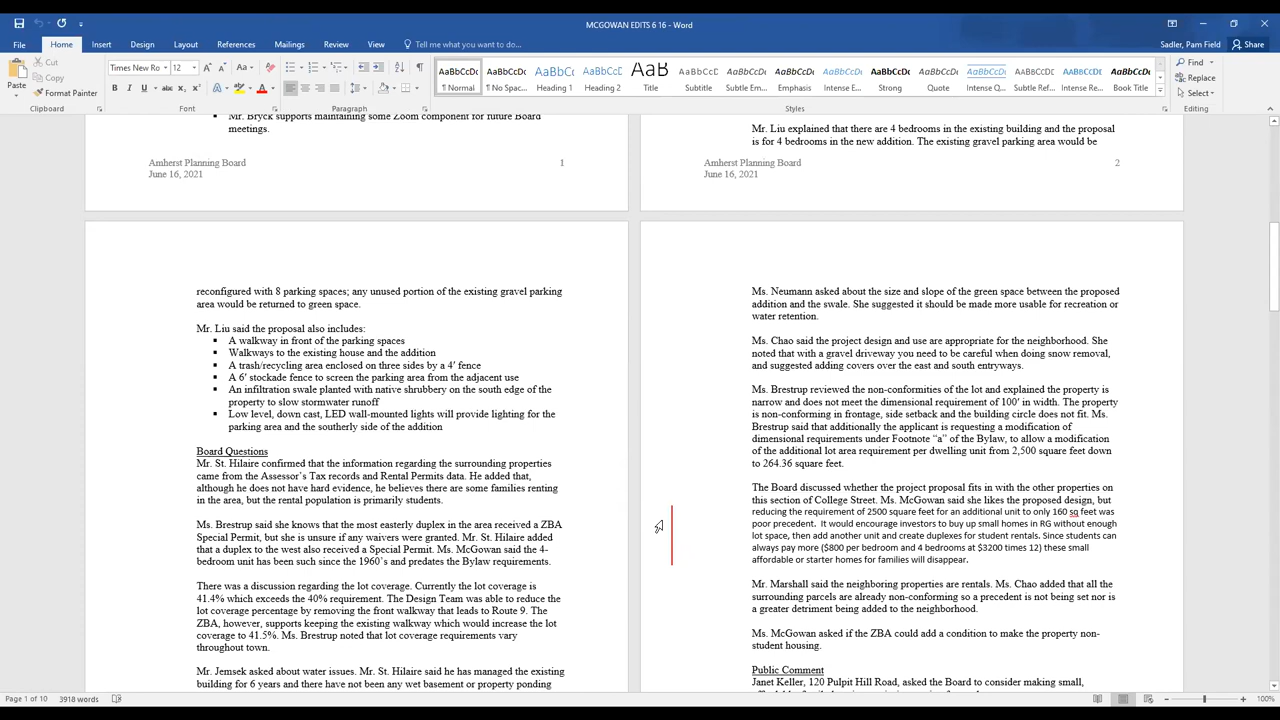 MCGOWAN EDITS 6 16 - Word
Sadler, Pam Field
Share
File
Home
Insert
Design
Layout
References
Mailings
Review
View
Tell me what you want to do...
Paste
Cut
Copy
Format Painter
Clipboard
Times New Ro
12
Font
Paragraph
AaBbCcDc
¶ Normal
AaBbCcDc
¶ No Spac...
AaBbCc
Heading 1
AaBbCcD
Heading 2
AaB
Title
AaBbCcD
Subtitle
AaBbCcDc
Subtle Em...
AaBbCcDc
Emphasis
AaBbCcDc
Intense E...
AaBbCcDc
Strong
AaBbCcDc
Quote
AaBbCcDc
Intense Q...
AaBbCcDc
Subtle Ref...
AaBbCcDc
Intense Re...
AaBbCcDc
Book Title
Styles
Find
Replace
Select
Editing
Mr. Bryck supports maintaining some Zoom component for future Board
meetings.
Amherst Planning Board 1
June 16, 2021
Mr. Liu explained that there are 4 bedrooms in the existing building and the proposal
is for 4 bedrooms in the new addition. The existing gravel parking area would be
Amherst Planning Board 2
June 16, 2021
reconfigured with 8 parking spaces; any unused portion of the existing gravel parking
area would be returned to green space.
Mr. Liu said the proposal also includes:
▪ A walkway in front of the parking spaces
▪ Walkways to the existing house and the addition
▪ A trash/recycling area enclosed on three sides by a 4′ fence
▪ A 6′ stockade fence to screen the parking area from the adjacent use
▪ An infiltration swale planted with native shrubbery on the south edge of the
property to slow stormwater runoff
▪ Low level, down cast, LED wall-mounted lights will provide lighting for the
parking area and the southerly side of the addition
Board Questions
Mr. St. Hilaire confirmed that the information regarding the surrounding properties
came from the Assessor's Tax records and Rental Permits data. He added that,
although he does not have hard evidence, he believes there are some families renting
in the area, but the rental population is primarily students.
Ms. Brestrup said she knows that the most easterly duplex in the area received a ZBA
Special Permit, but she is unsure if any waivers were granted. Mr. St. Hilaire added
that a duplex to the west also received a Special Permit. Ms. McGowan said the 4-
bedroom unit has been such since the 1960's and predates the Bylaw requirements.
There was a discussion regarding the lot coverage. Currently the lot coverage is
41.4% which exceeds the 40% requirement. The Design Team was able to reduce the
lot coverage percentage by removing the front walkway that leads to Route 9. The
ZBA, however, supports keeping the existing walkway which would increase the lot
coverage to 41.5%. Ms. Brestrup noted that lot coverage requirements vary
throughout town.
Mr. Jemsek asked about water issues. Mr. St. Hilaire said he has managed the existing
building for 6 years and there have not been any wet basement or property ponding
Ms. Neumann asked about the size and slope of the green space between the proposed
addition and the swale. She suggested it should be made more usable for recreation or
water retention.
Ms. Chao said the project design and use are appropriate for the neighborhood. She
noted that with a gravel driveway you need to be careful when doing snow removal,
and suggested adding covers over the east and south entryways.
Ms. Brestrup reviewed the non-conformities of the lot and explained the property is
narrow and does not meet the dimensional requirement of 100′ in width. The property
is non-conforming in frontage, side setback and the building circle does not fit. Ms.
Brestrup said that additionally the applicant is requesting a modification of
dimensional requirements under Footnote “a” of the Bylaw, to allow a modification
of the additional lot area requirement per dwelling unit from 2,500 square feet down
to 264.36 square feet.
The Board discussed whether the project proposal fits in with the other properties on
this section of College Street. Ms. McGowan said she likes the proposed design, but
reducing the requirement of 2500 square feet for an additional unit to only 160 sq feet was
poor precedent. It would encourage investors to buy up small homes in RG without enough
lot space, then add another unit and create duplexes for student rentals. Since students can
always pay more ($800 per bedroom and 4 bedrooms at $3200 times 12) these small
affordable or starter homes for families will disappear.
Mr. Marshall said the neighboring properties are rentals. Ms. Chao added that all the
surrounding parcels are already non-conforming so a precedent is not being set nor is
a greater detriment being added to the neighborhood.
Ms. McGowan asked if the ZBA could add a condition to make the property non-
student housing.
Public Comment
Janet Keller, 120 Pulpit Hill Road, asked the Board to consider making small,
Page 1 of 10
3918 words
100%